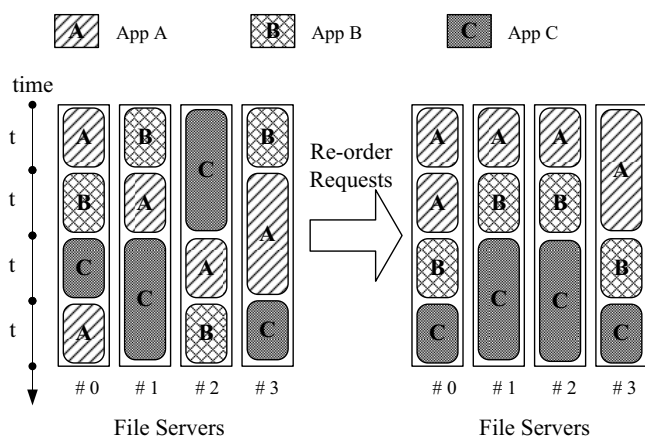 A App A B App B C App C
time
t
t
t
t
A B C B
B A A
C C A
A B C
# 0 # 1 # 2 # 3
File Servers
Re-order
Requests
A A A A
A B B
B C C B
C C
# 0 # 1 # 2 # 3
File Servers